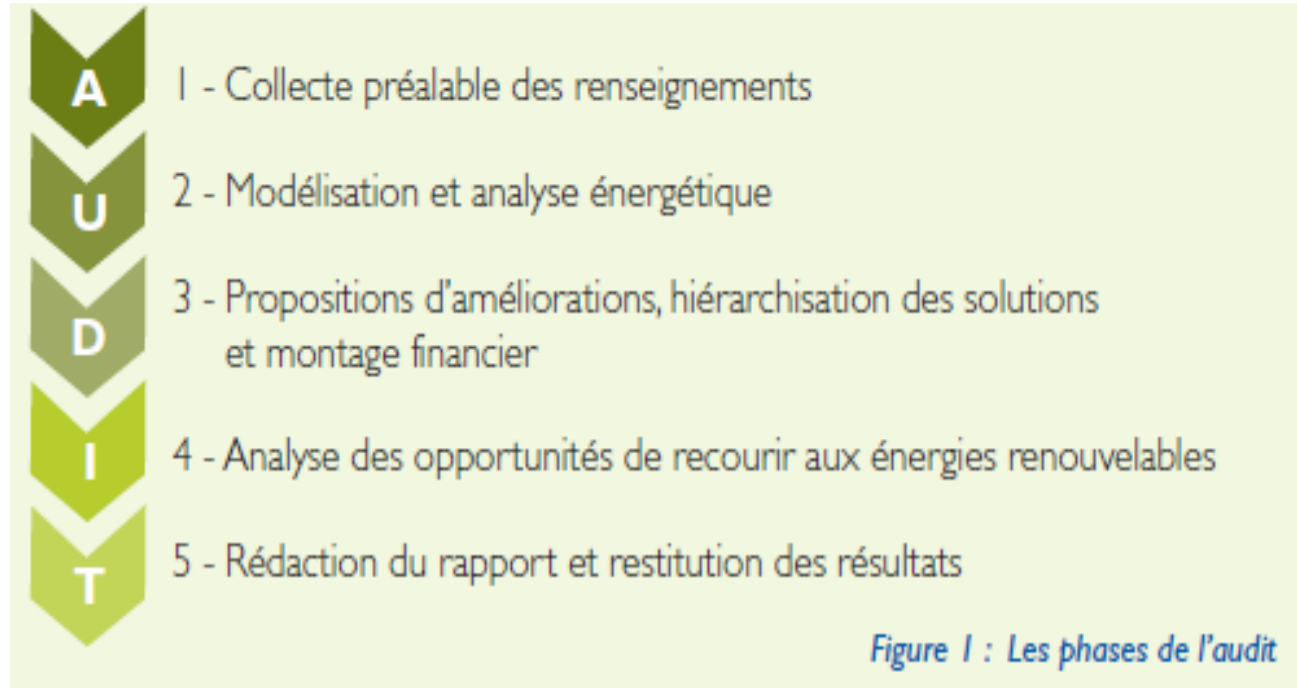 A
1 - Collecte préalable des renseignements
U
2 - Modélisation et analyse énergétique
D
3 - Propositions d'améliorations, hiérarchisation des solutions
et montage financier
I
4 - Analyse des opportunités de recourir aux énergies renouvelables
T
5 - Rédaction du rapport et restitution des résultats
Figure 1 : Les phases de l'audit